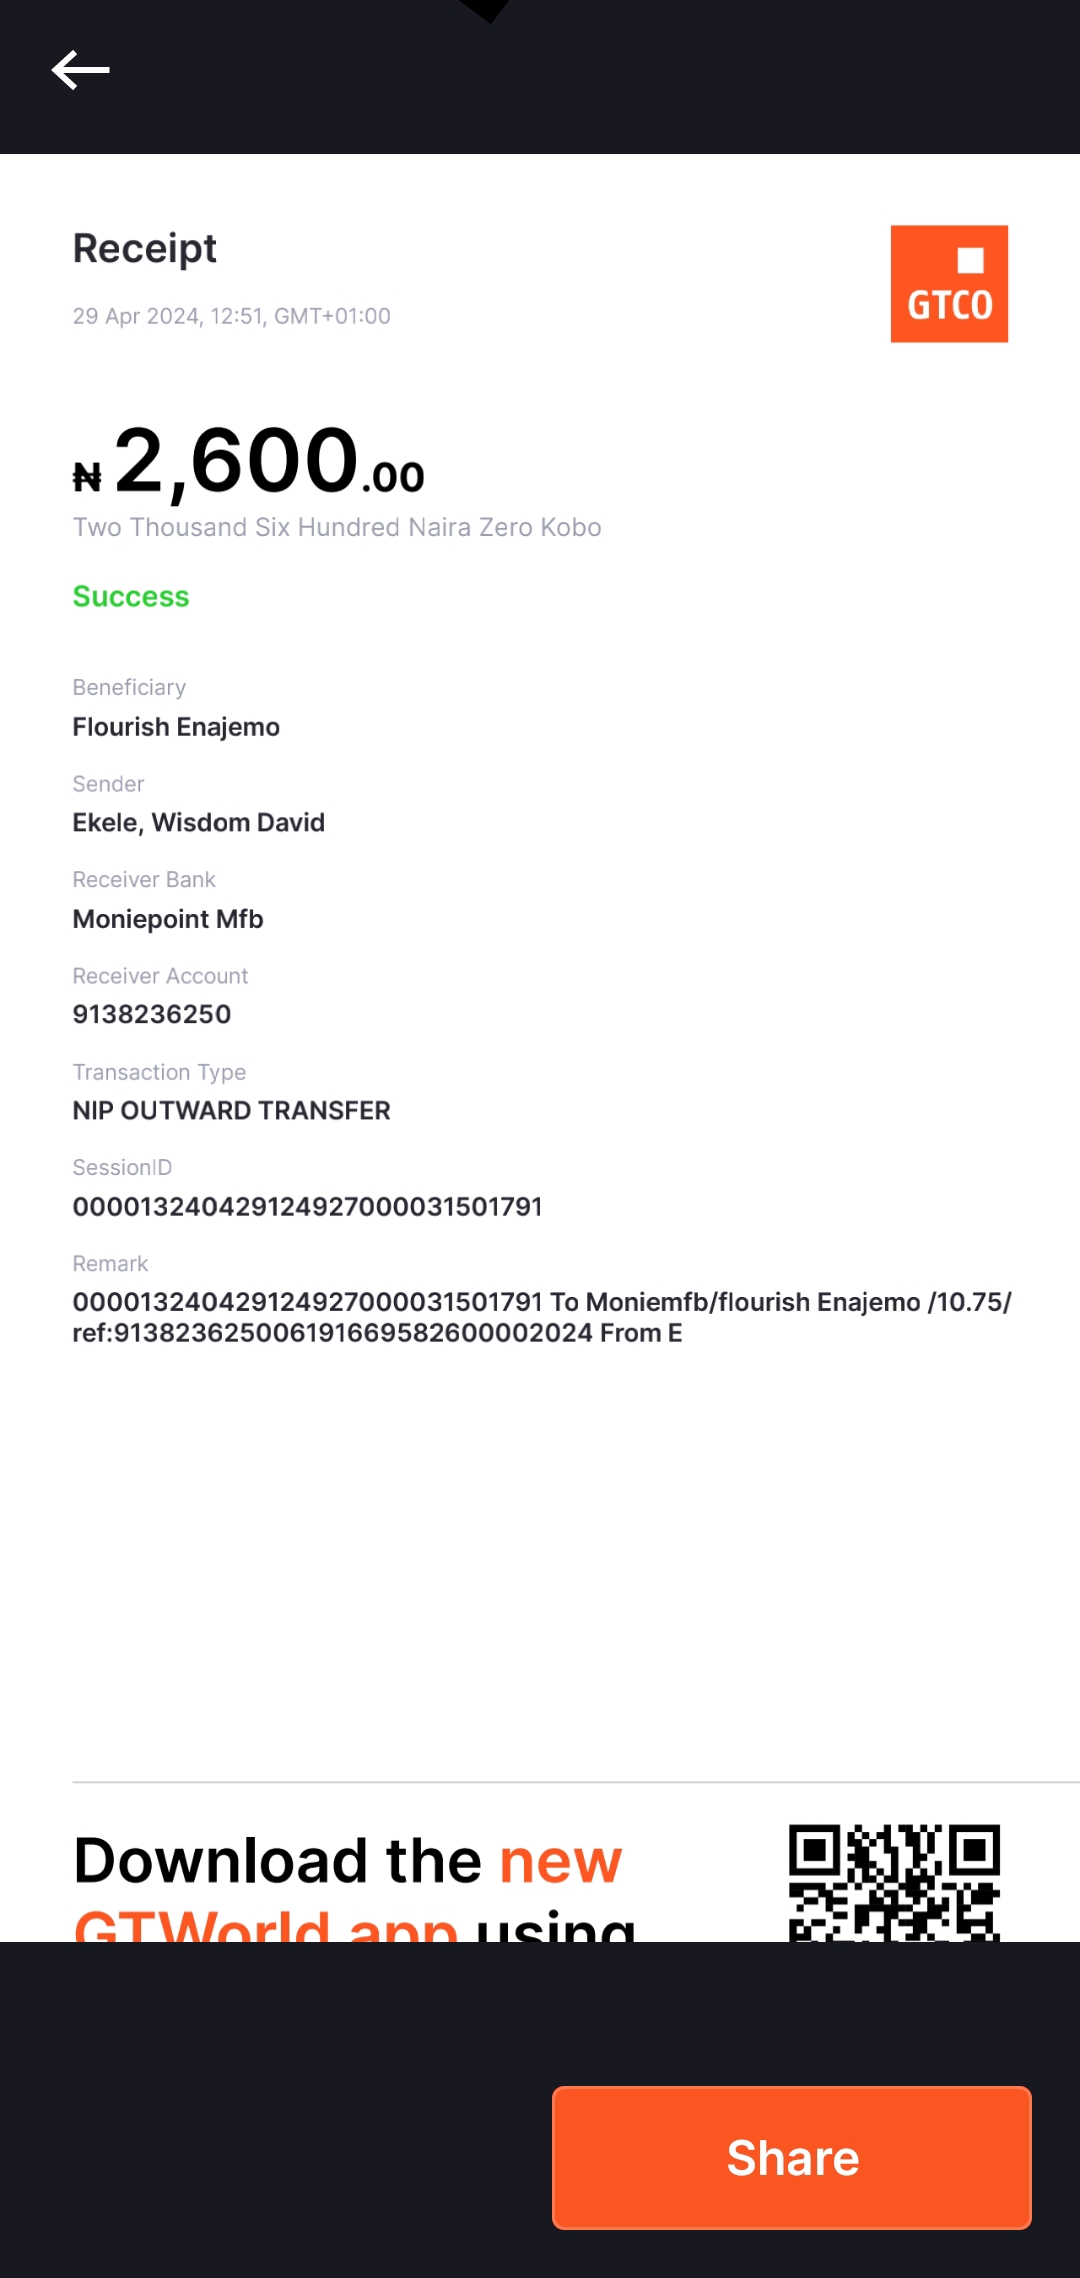 Receipt
29 Apr 2024, 12:51, GMT+01:00
GTCO
₦2,600.00
Two Thousand Six Hundred Naira Zero Kobo
Success
Beneficiary
Flourish Enajemo
Sender
Ekele, Wisdom David
Receiver Bank
Moniepoint Mfb
Receiver Account
9138236250
Transaction Type
NIP OUTWARD TRANSFER
SessionID
000013240429124927000031501791
Remark
000013240429124927000031501791 To Moniemfb/flourish Enajemo /10.75/
ref:9138236250061916695826​00002024 From E
Download the new
GTWorld app using
Share